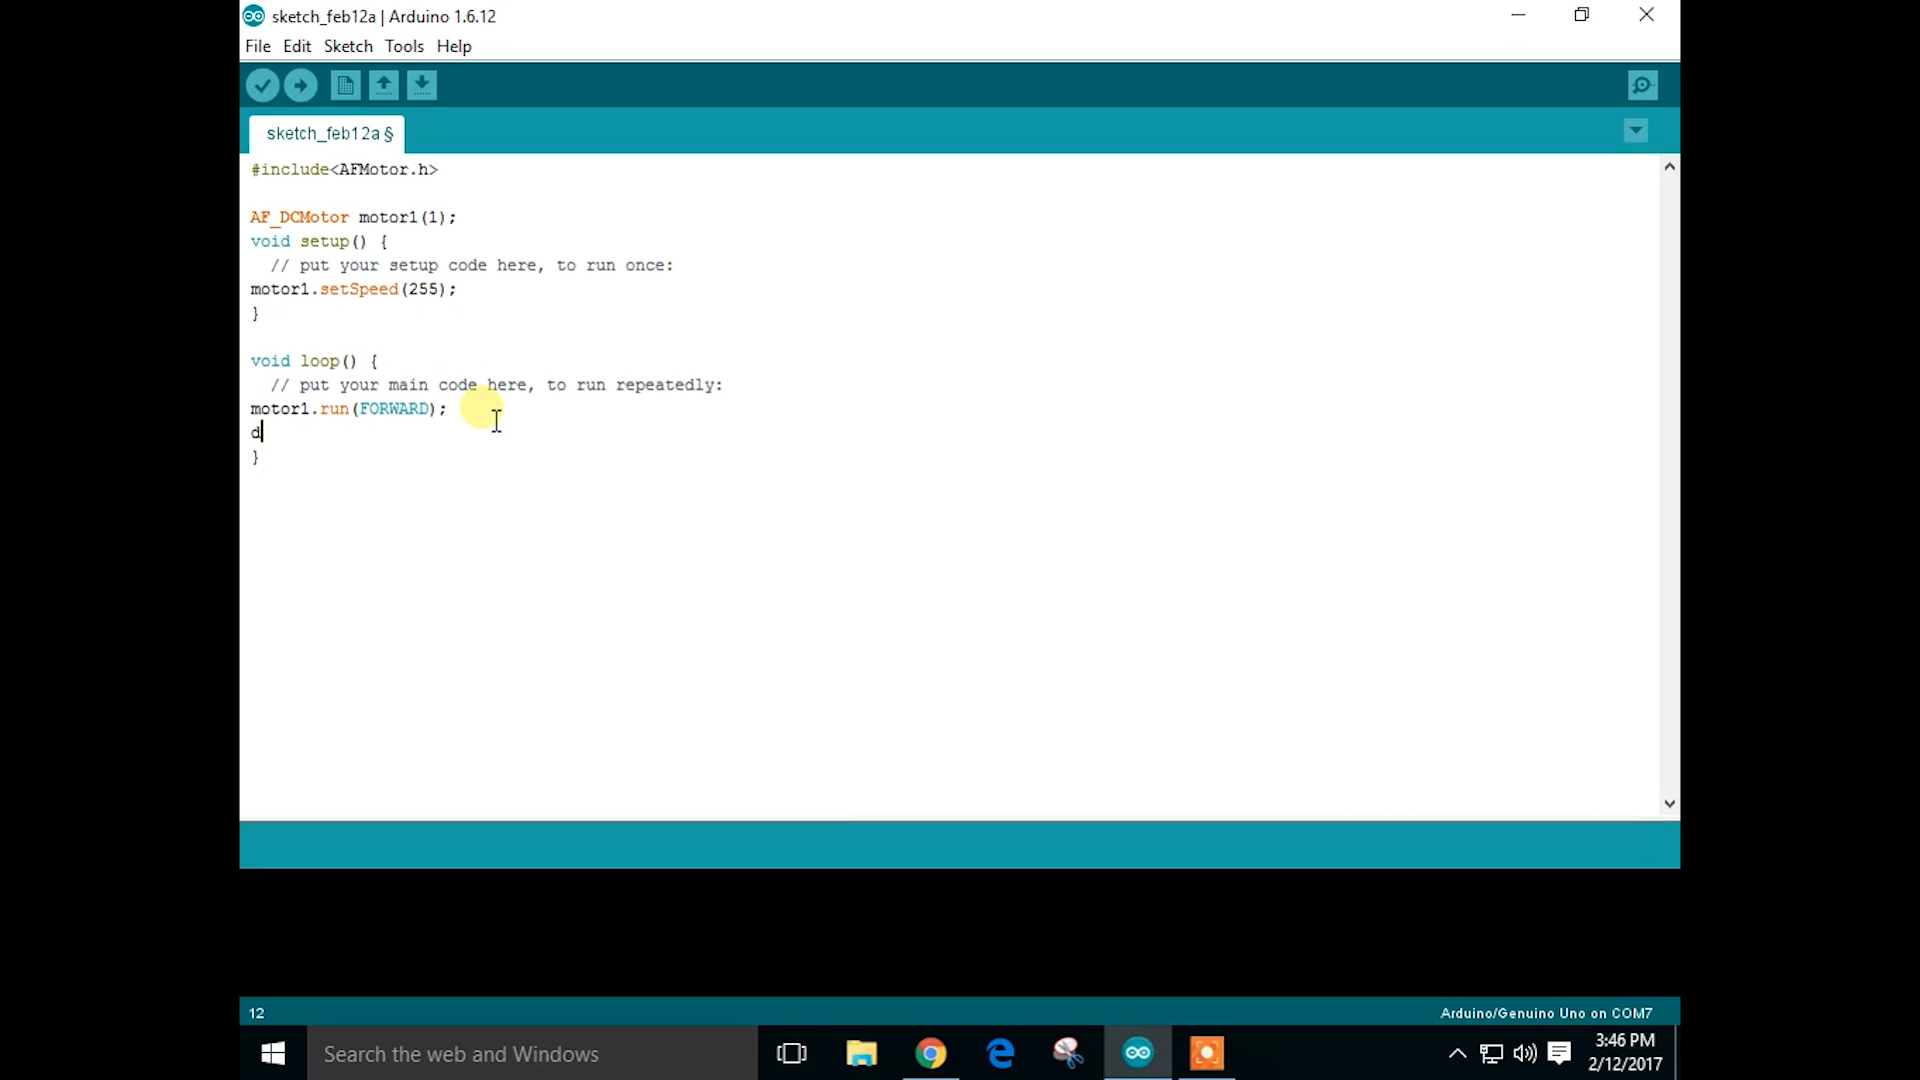 sketch_feb12a | Arduino 1.6.12
File Edit Sketch Tools Help
sketch_feb12a §
#include<AFMotor.h>
AF_DCMotor motor1(1);
void setup() {
// put your setup code here, to run once:
motor1.setSpeed(255);
}
void loop() {
// put your main code here, to run repeatedly:
motor1.run(FORWARD);
d
}
12
Arduino/Genuino Uno on COM7
Search the web and Windows
3:46 PM
2/12/2017